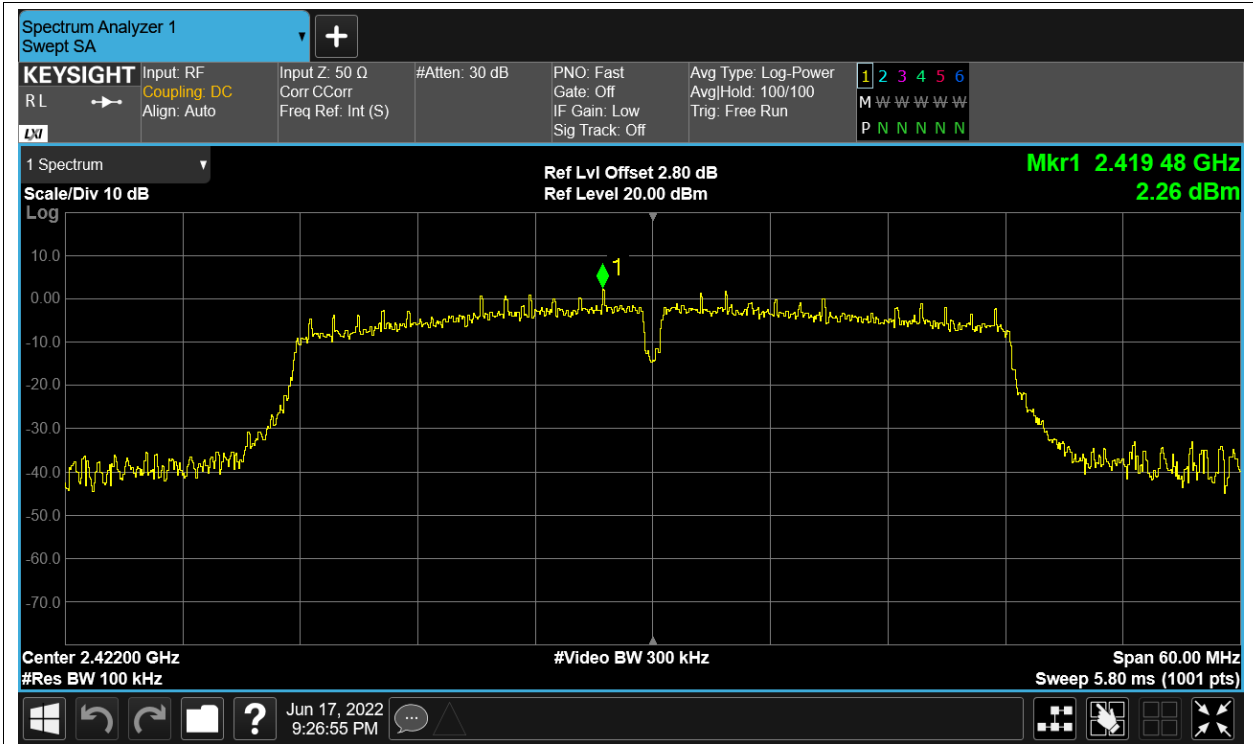 Spectrum Analyzer 1
Swept SA
+
KEYSIGHT
R L
LXI
Input: RF
Coupling: DC
Align: Auto
Input Z: 50 Ω
Corr CCorr
Freq Ref: Int (S)
#Atten: 30 dB
PNO: Fast
Gate: Off
IF Gain: Low
Sig Track: Off
Avg Type: Log-Power
Avg|Hold: 100/100
Trig: Free Run
1 2 3 4 5 6
M W W W W W
P N N N N N
1 Spectrum
Scale/Div 10 dB
Log
Ref Lvl Offset 2.80 dB
Ref Level 20.00 dBm
Mkr1 2.419 48 GHz
2.26 dBm
1
10.0
0.00
-10.0
-20.0
-30.0
-40.0
-50.0
-60.0
-70.0
Center 2.42200 GHz
#Res BW 100 kHz
#Video BW 300 kHz
Span 60.00 MHz
Sweep 5.80 ms (1001 pts)
?
Jun 17, 2022
9:26:55 PM